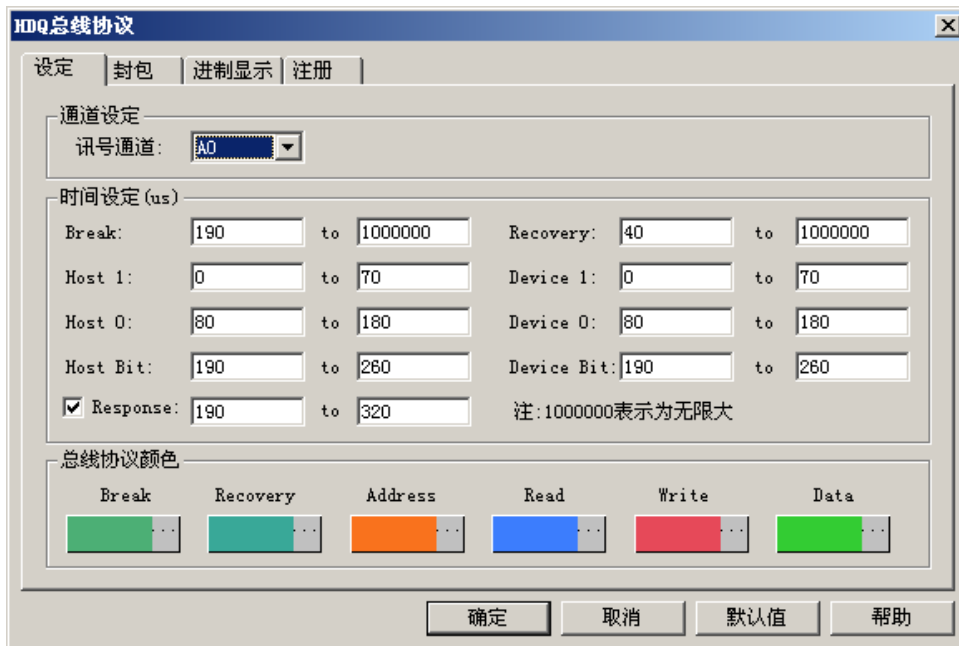 HDQ总线协议
设定 封包 进制显示 注册
通道设定
讯号通道: A0
时间设定(us)
Break: 190 to 1000000 Recovery: 40 to 1000000
Host 1: 0 to 70 Device 1: 0 to 70
Host 0: 80 to 180 Device 0: 80 to 180
Host Bit: 190 to 260 Device Bit: 190 to 260
Response: 190 to 320 注:1000000表示为无限大
总线协议颜色
Break Recovery Address Read Write Data
... ... ... ... ... ...
确定 取消 默认值 帮助